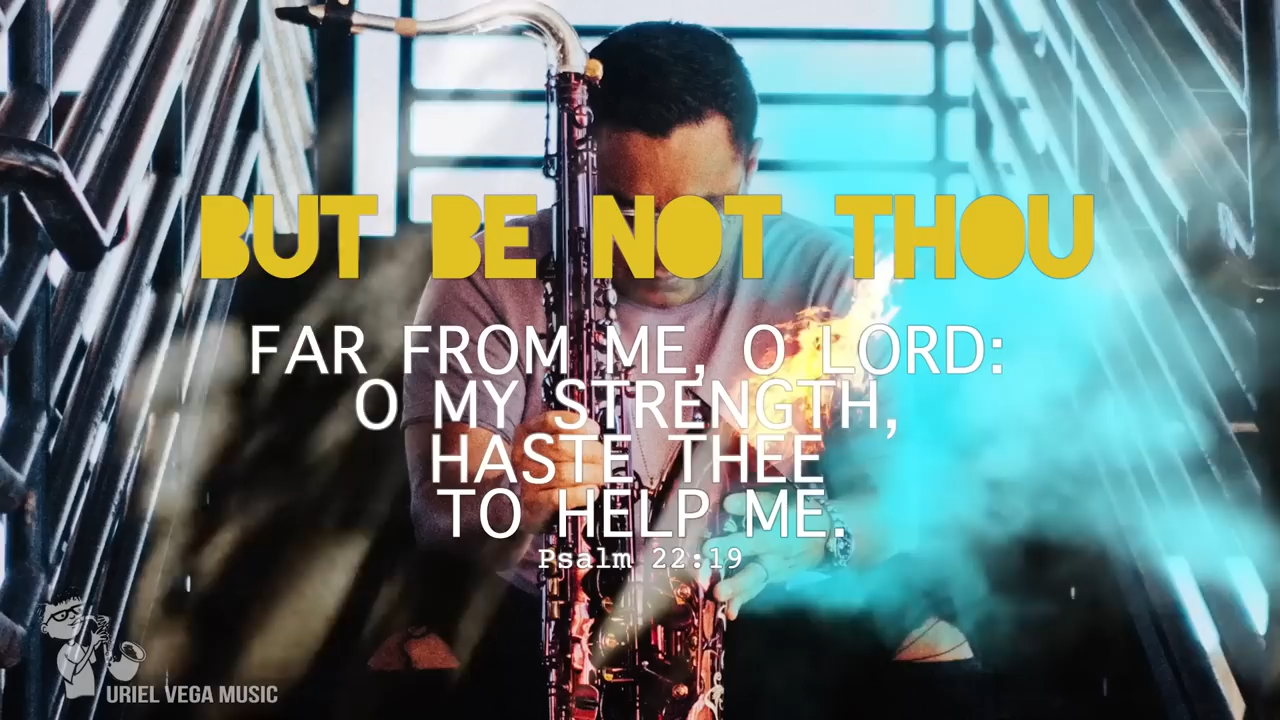 BUT BE NOT THOU
FAR FROM ME, O LORD:
O MY STRENGTH,
HASTE THEE
TO HELP ME.
Psalm 22:19
URIEL VEGA MUSIC